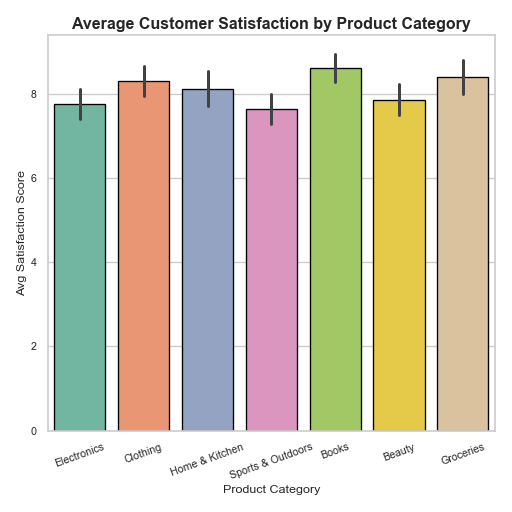 Average Customer Satisfaction by Product Category
Avg Satisfaction Score
8
6
4
2
0
Electronics
Clothing
Home & Kitchen
Sports & Outdoors
Books
Beauty
Groceries
Product Category